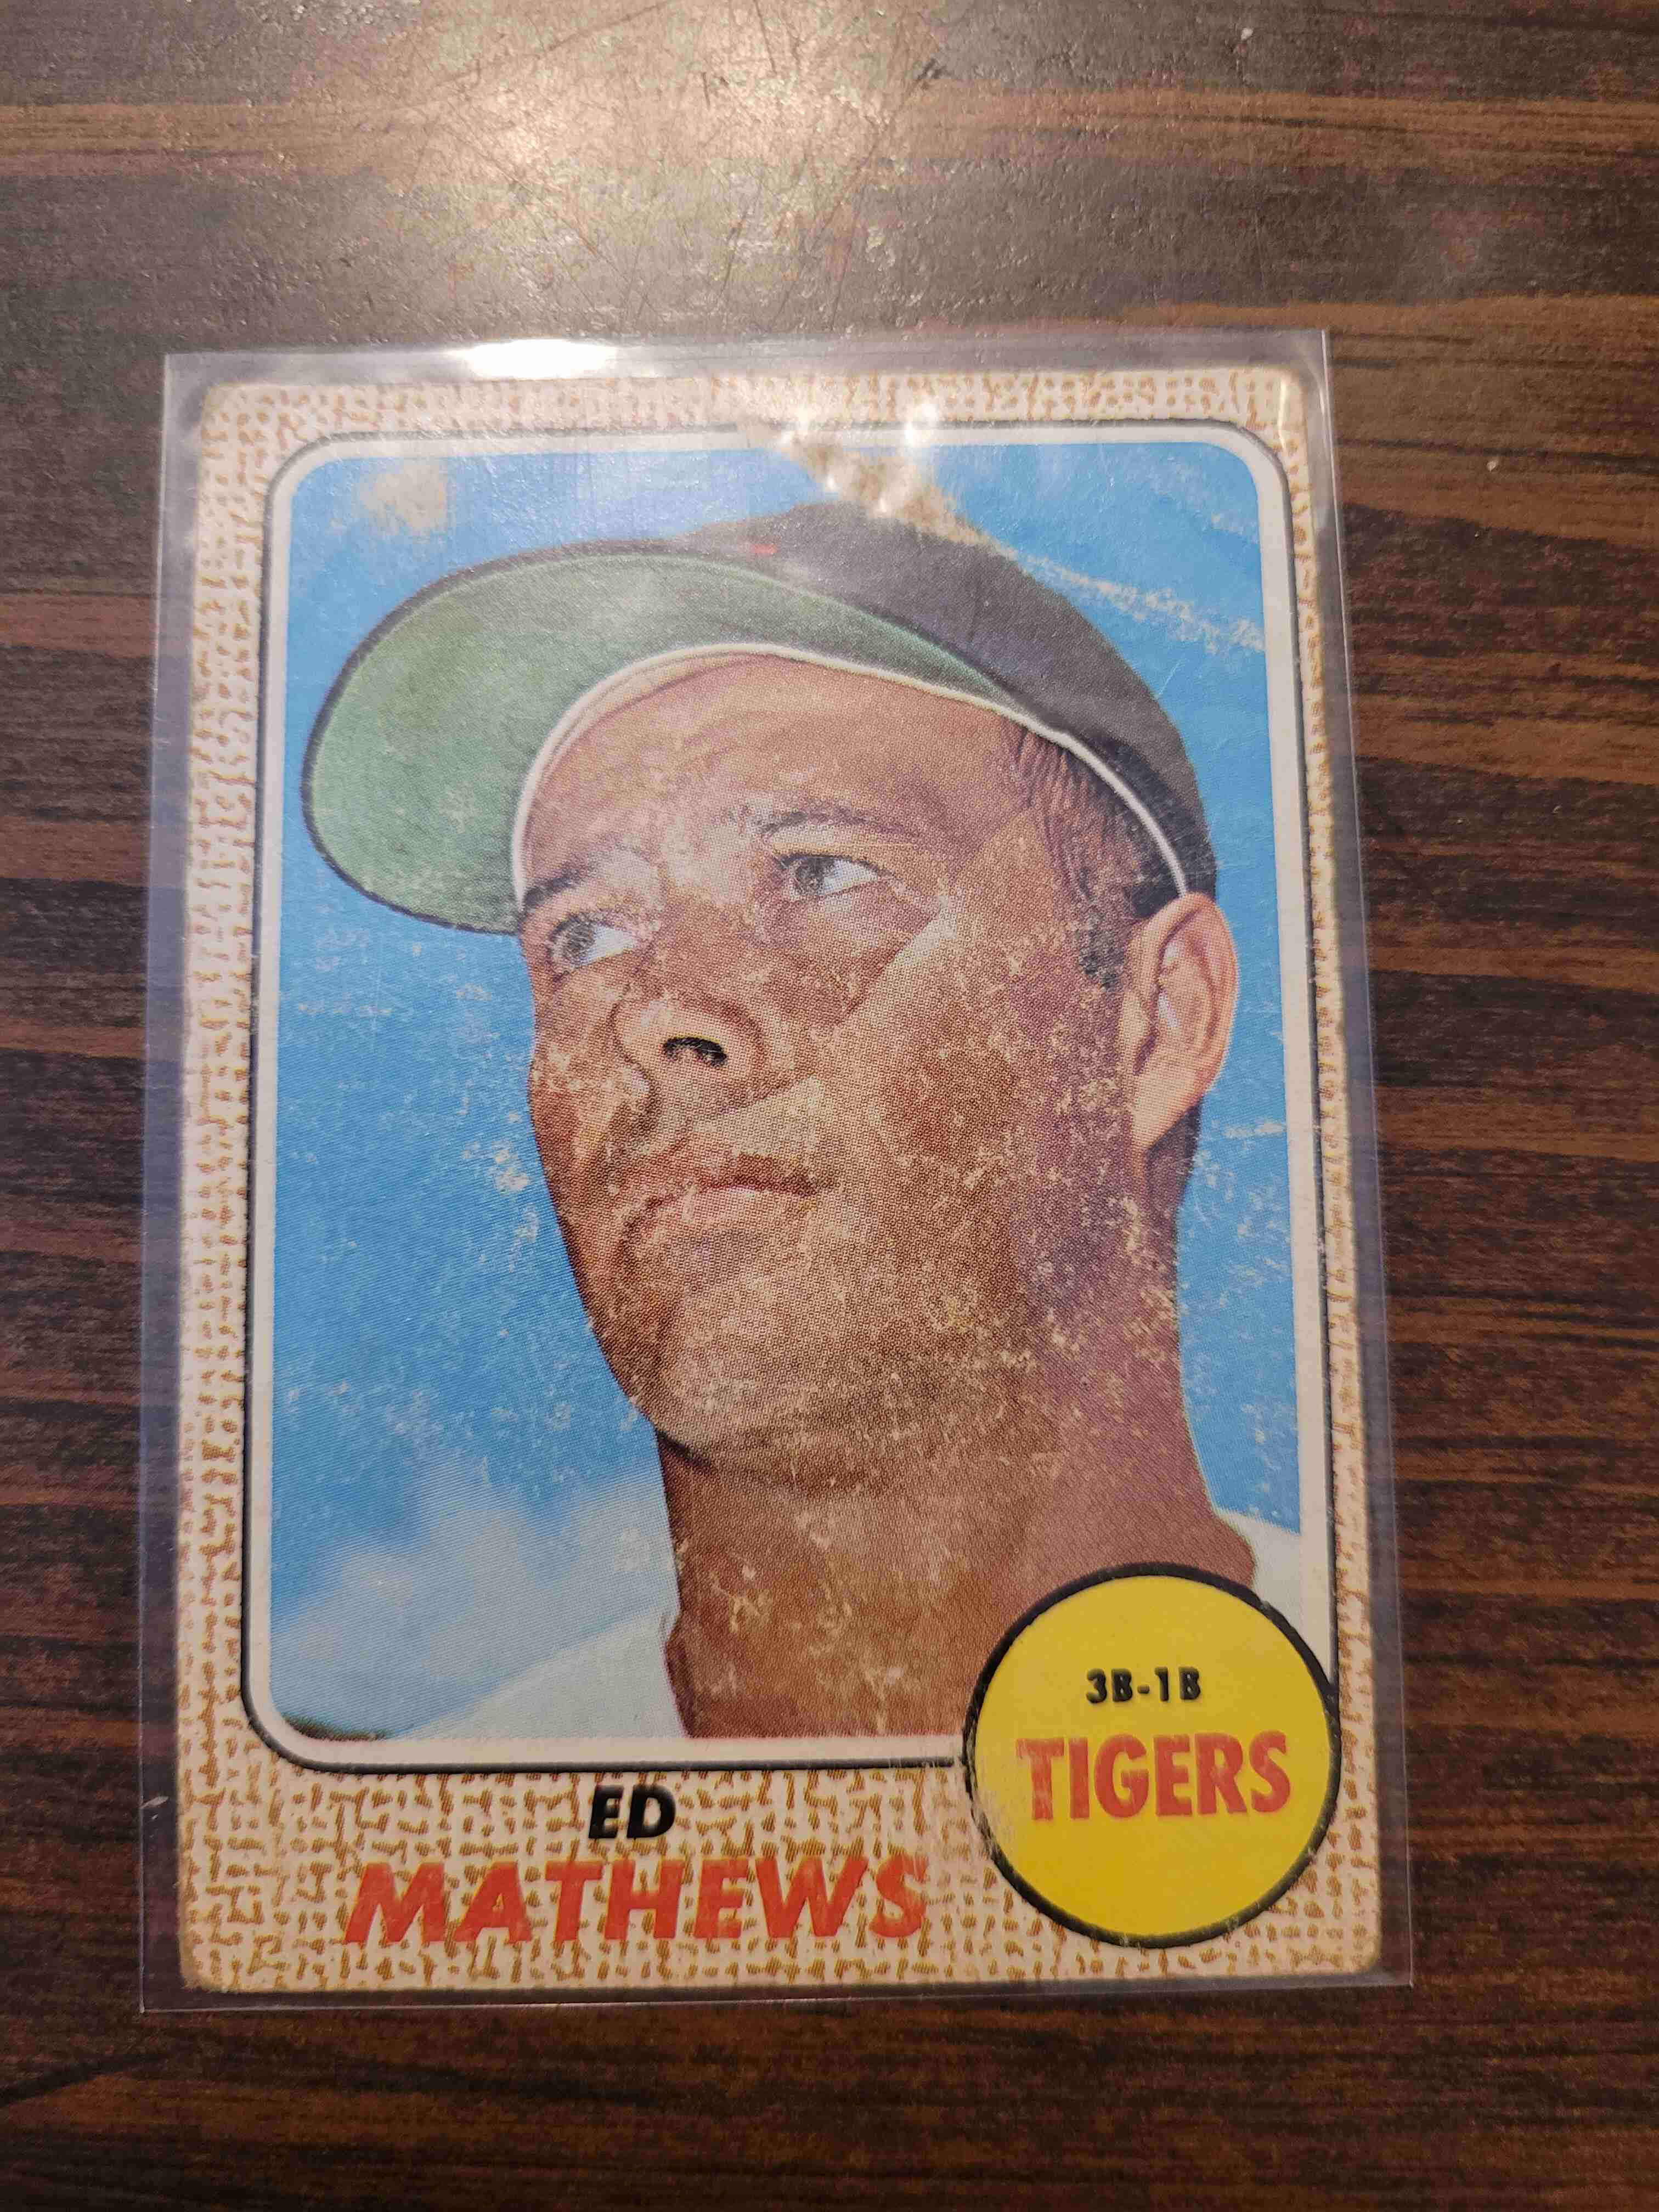 3B-1B
TIGERS
ED
MATHEWS